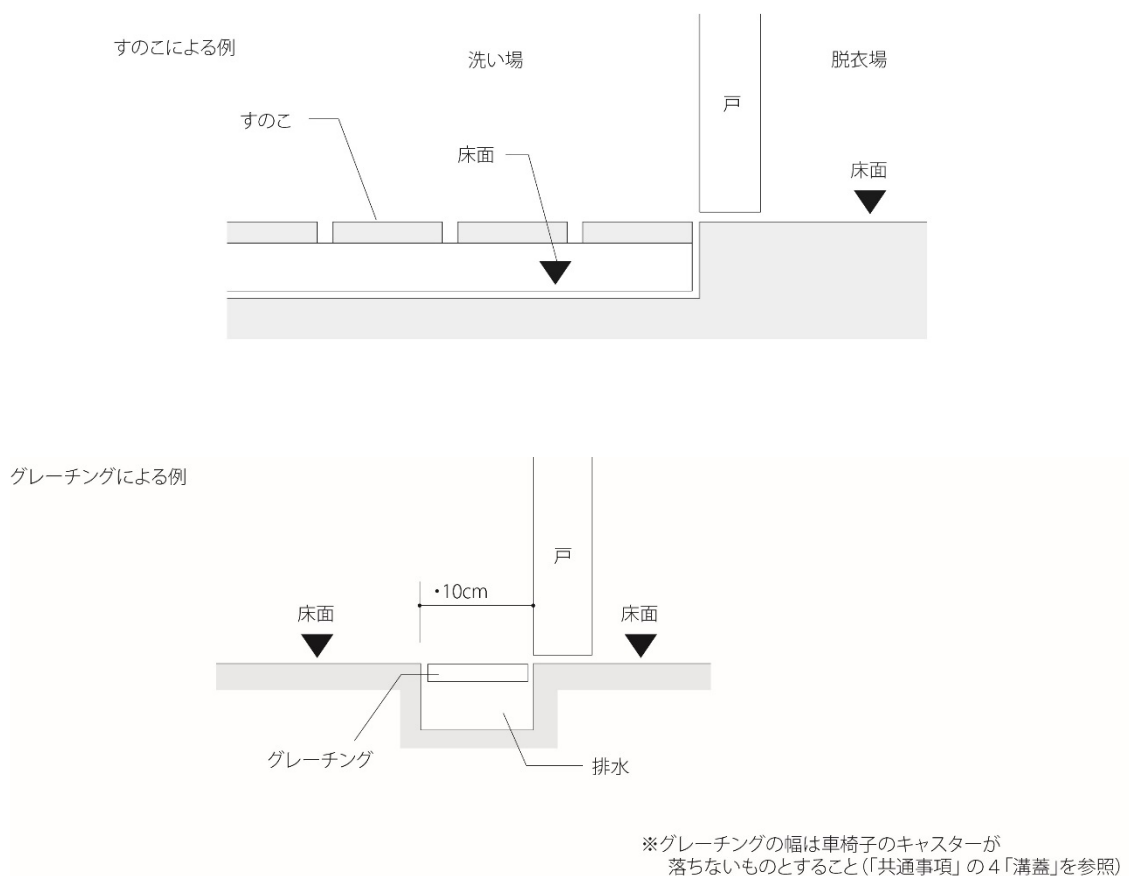 すのこによる例
洗い場
脱衣場
戸
すのこ
床面
床面
グレーチングによる例
戸
・10cm
床面
床面
グレーチング
排水
※グレーチングの幅は車椅子のキャスターが
落ちないものとすること(「共通事項」の4「溝蓋」を参照)